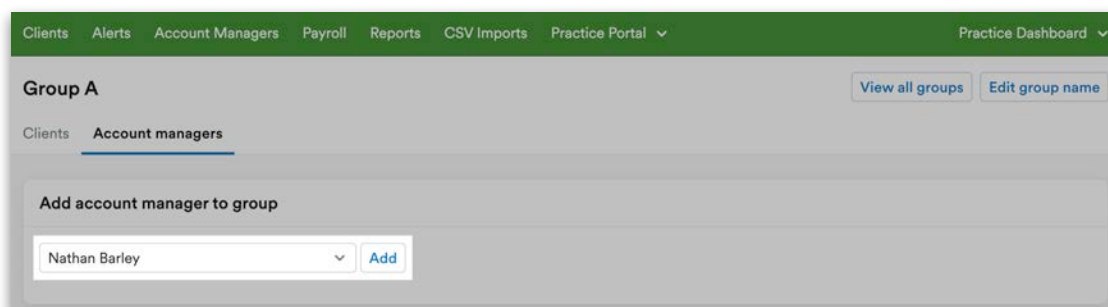 Clients Alerts Account Managers Payroll Reports CSV Imports Practice Portal Practice Dashboard
Group A View all groups Edit group name
Clients Account managers
Add account manager to group
Nathan Barley Add